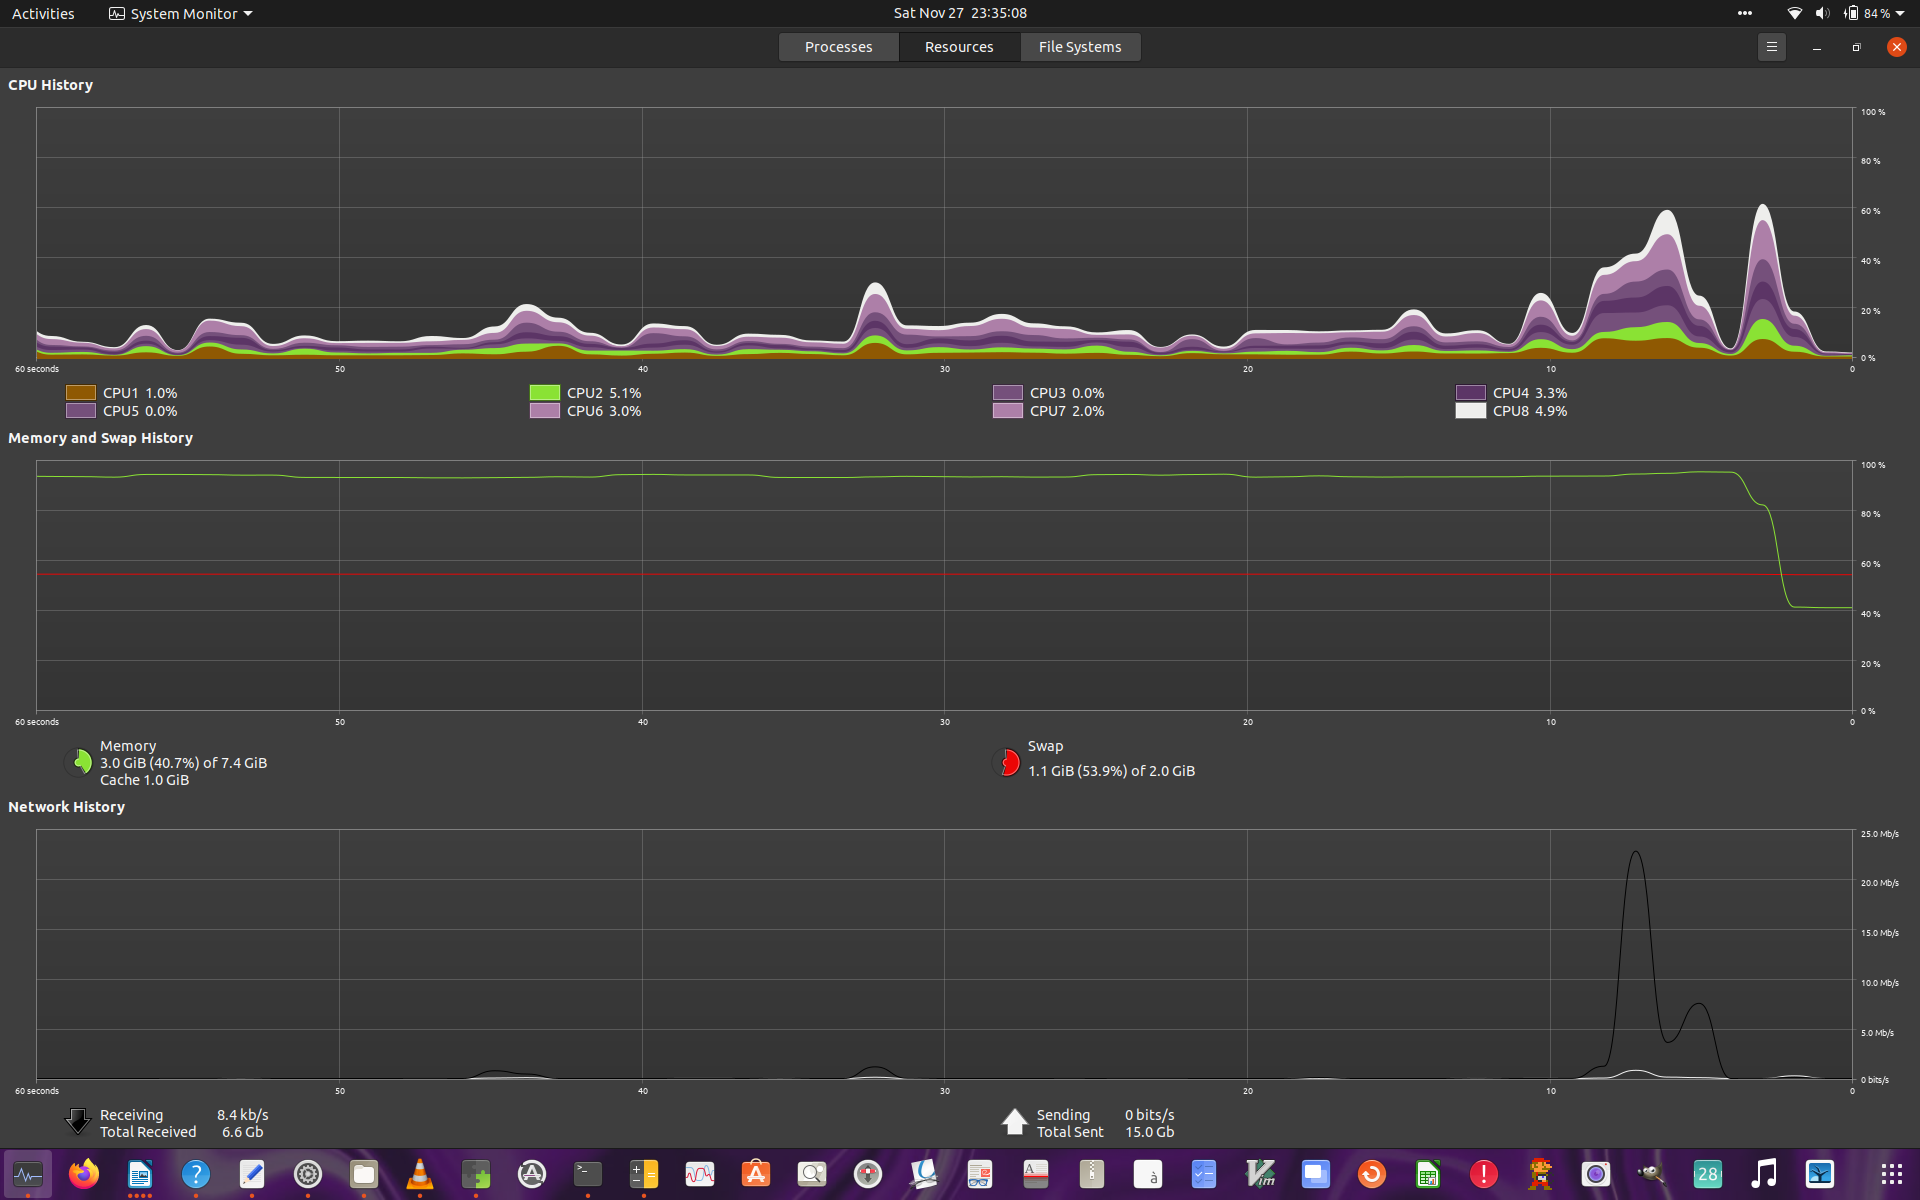 Activities System Monitor Sat Nov 27 23:35:08 84 %
Processes Resources File Systems
CPU History
100 %
80 %
60 %
40 %
20 %
0 %
60 seconds 50 40 30 20 10 0
CPU1 1.0% CPU2 5.1% CPU3 0.0% CPU4 3.3%
CPU5 0.0% CPU6 3.0% CPU7 2.0% CPU8 4.9%
Memory and Swap History
100 %
80 %
60 %
40 %
20 %
0 %
60 seconds 50 40 30 20 10 0
Memory
3.0 GiB (40.7%) of 7.4 GiB
Cache 1.0 GiB
Swap
1.1 GiB (53.9%) of 2.0 GiB
Network History
25.0 Mb/s
20.0 Mb/s
15.0 Mb/s
10.0 Mb/s
5.0 Mb/s
0 bits/s
60 seconds 50 40 30 20 10 0
Receiving 8.4 kb/s
Total Received 6.6 Gb
Sending 0 bits/s
Total Sent 15.0 Gb
? >_ A à Vim ! 28